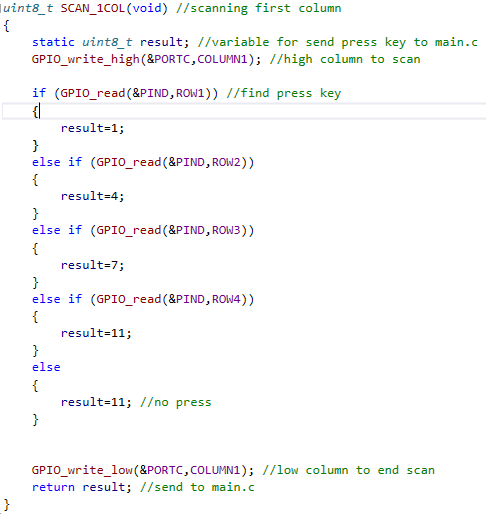 uint8_t SCAN_1COL(void) //scanning first column
{
static uint8_t result; //variable for send press key to main.c
GPIO_write_high(&PORTC,COLUMN1); //high column to scan
if (GPIO_read(&PIND,ROW1)) //find press key
{
result=1;
}
else if (GPIO_read(&PIND,ROW2))
{
result=4;
}
else if (GPIO_read(&PIND,ROW3))
{
result=7;
}
else if (GPIO_read(&PIND,ROW4))
{
result=11;
}
else
{
result=11; //no press
}
GPIO_write_low(&PORTC,COLUMN1); //low column to end scan
return result; //send to main.c
}